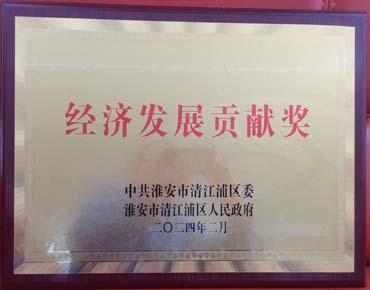 经济发展贡献奖
中共淮安市清江浦区委
淮安市清江浦区人民政府
二〇二四年二月